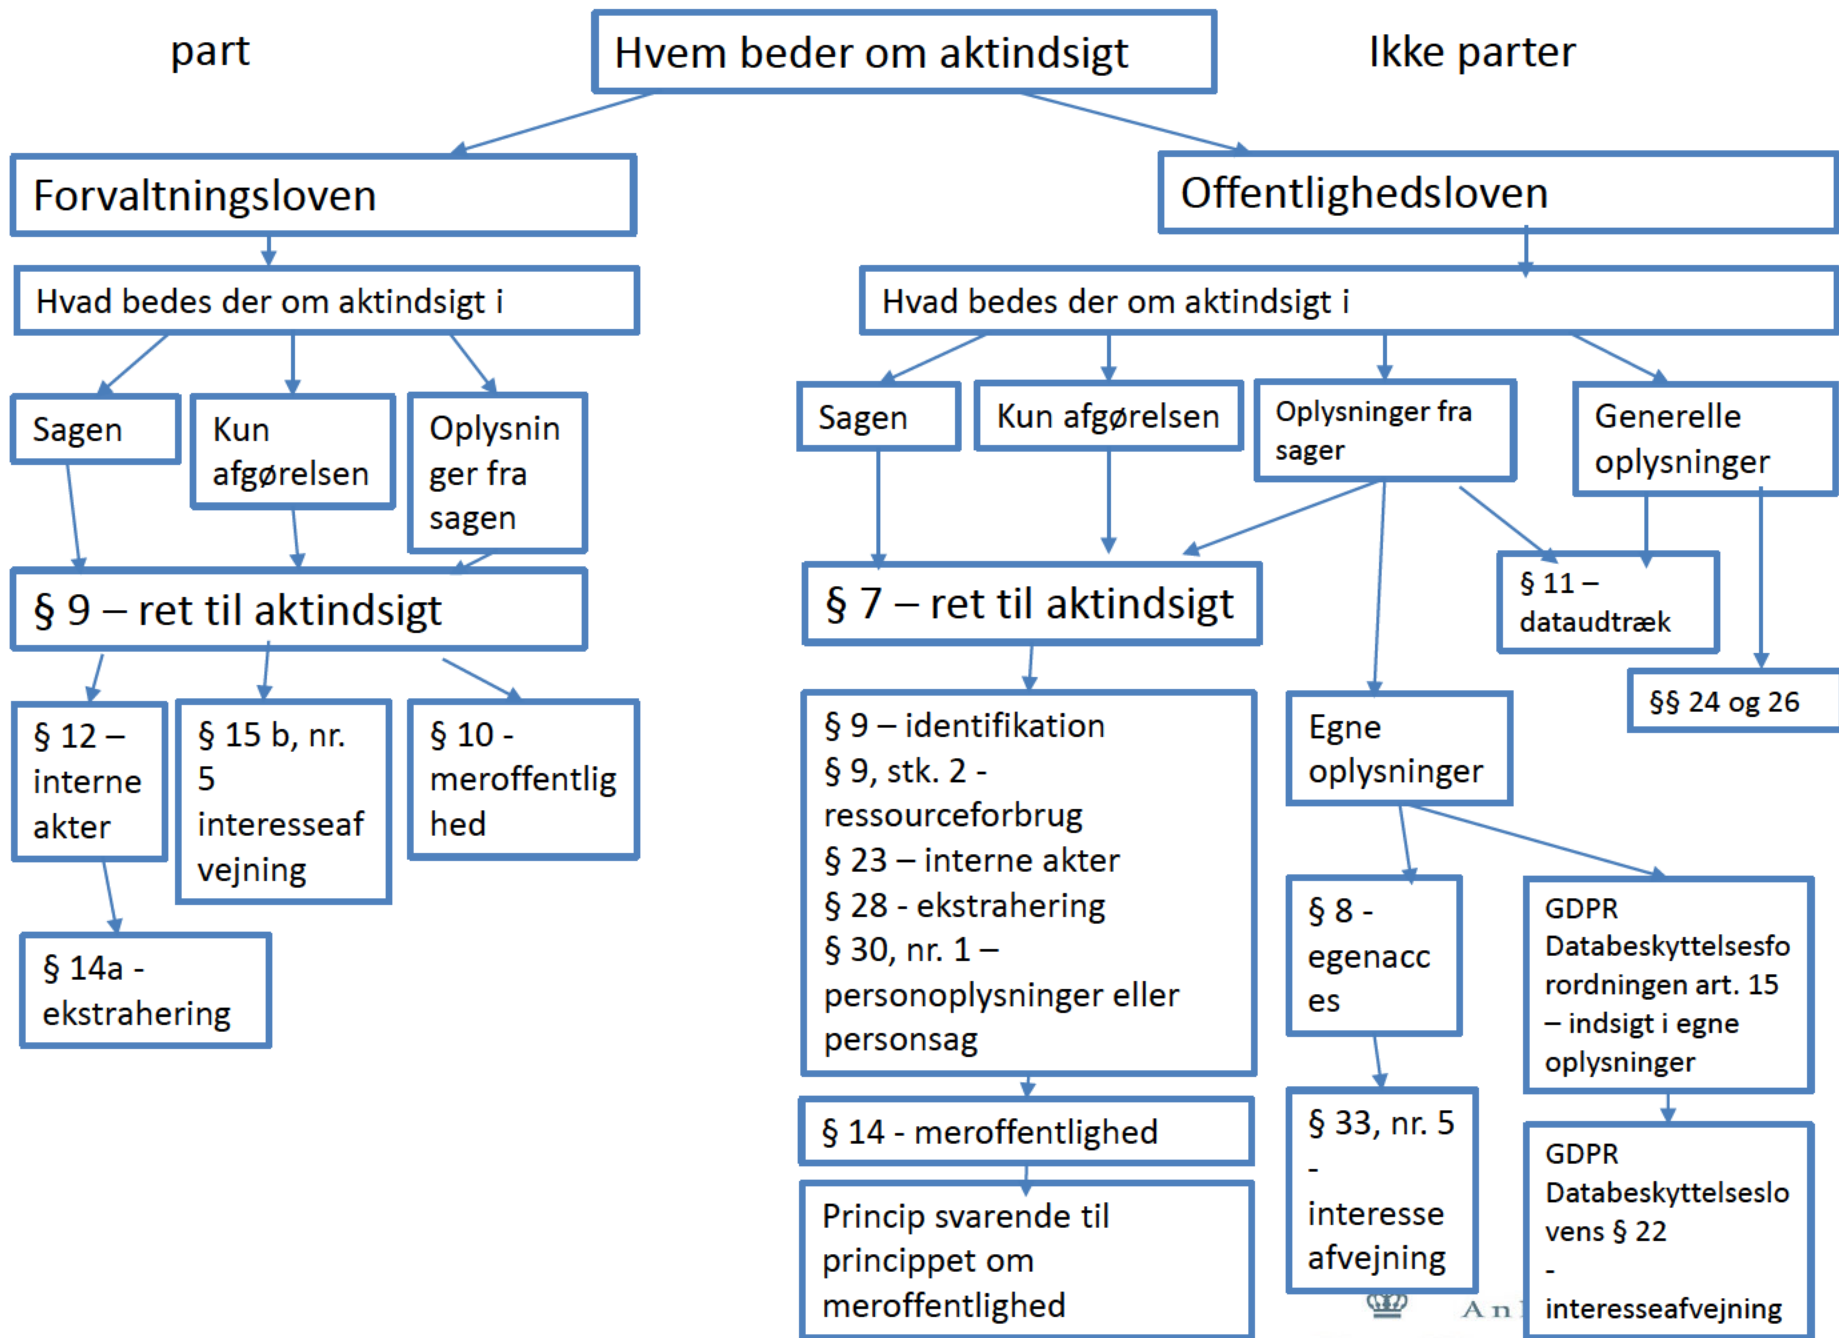 part
Hvem beder om aktindsigt
Ikke parter
Forvaltningsloven
Offentlighedsloven
Hvad bedes der om aktindsigt i
Hvad bedes der om aktindsigt i
Sagen
Kun
afgørelsen
Oplysnin
ger fra
sagen
Sagen
Kun afgørelsen
Oplysninger fra
sager
Generelle
oplysninger
§ 9 – ret til aktindsigt
§ 7 – ret til aktindsigt
§ 11 –
dataudtræk
§§ 24 og 26
§ 12 –
interne
akter
§ 15 b, nr.
5
interesseaf
vejning
§ 10 -
meroffentlig
hed
§ 14a -
ekstrahering
§ 9 – identifikation
§ 9, stk. 2 -
ressourceforbrug
§ 23 – interne akter
§ 28 - ekstrahering
§ 30, nr. 1 –
personoplysninger eller
personsag
Egne
oplysninger
§ 8 -
egenacc
es
GDPR
Databeskyttelsesfo
rordningen art. 15
– indsigt i egne
oplysninger
§ 14 - meroffentlighed
Princip svarende til
princippet om
meroffentlighed
§ 33, nr. 5
-
interesse
afvejning
GDPR
Databeskyttelseslo
vens § 22
-
interesseafvejning